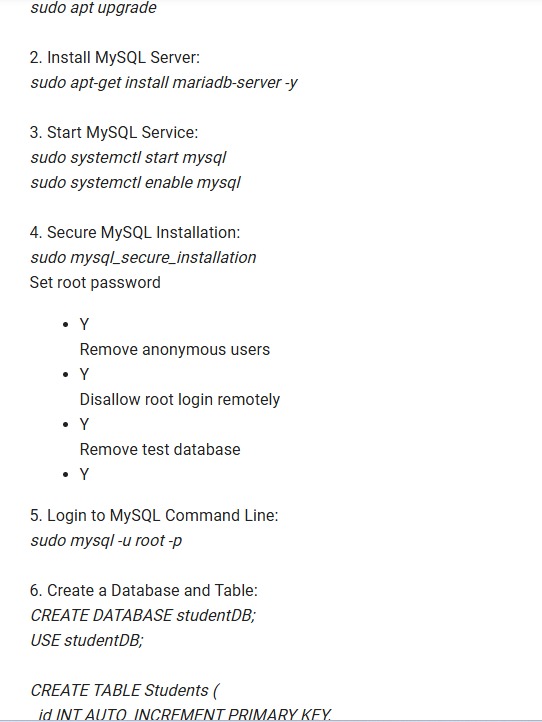 sudo apt upgrade
2. Install MySQL Server:
sudo apt-get install mariadb-server -y
3. Start MySQL Service:
sudo systemctl start mysql
sudo systemctl enable mysql
4. Secure MySQL Installation:
sudo mysql_secure_installation
Set root password
• Y
Remove anonymous users
• Y
Disallow root login remotely
• Y
Remove test database
• Y
5. Login to MySQL Command Line:
sudo mysql -u root -p
6. Create a Database and Table:
CREATE DATABASE studentDB;
USE studentDB;
CREATE TABLE Students (
id INT AUTO_INCREMENT PRIMARY KEY,